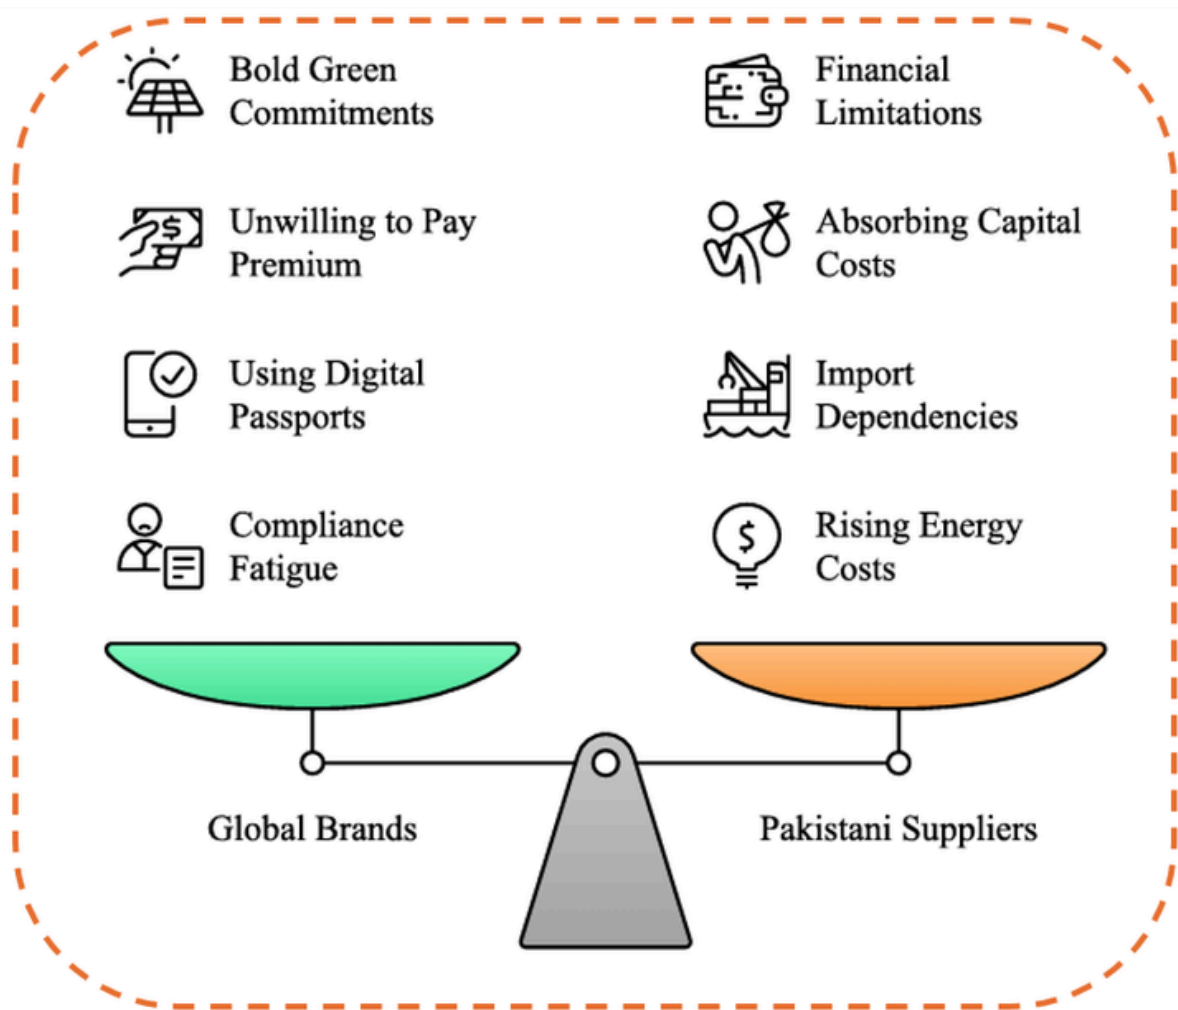 Bold Green
Commitments
Unwilling to Pay
Premium
Using Digital
Passports
Compliance
Fatigue
Financial
Limitations
Absorbing Capital
Costs
Import
Dependencies
Rising Energy
Costs
Global Brands
Pakistani Suppliers